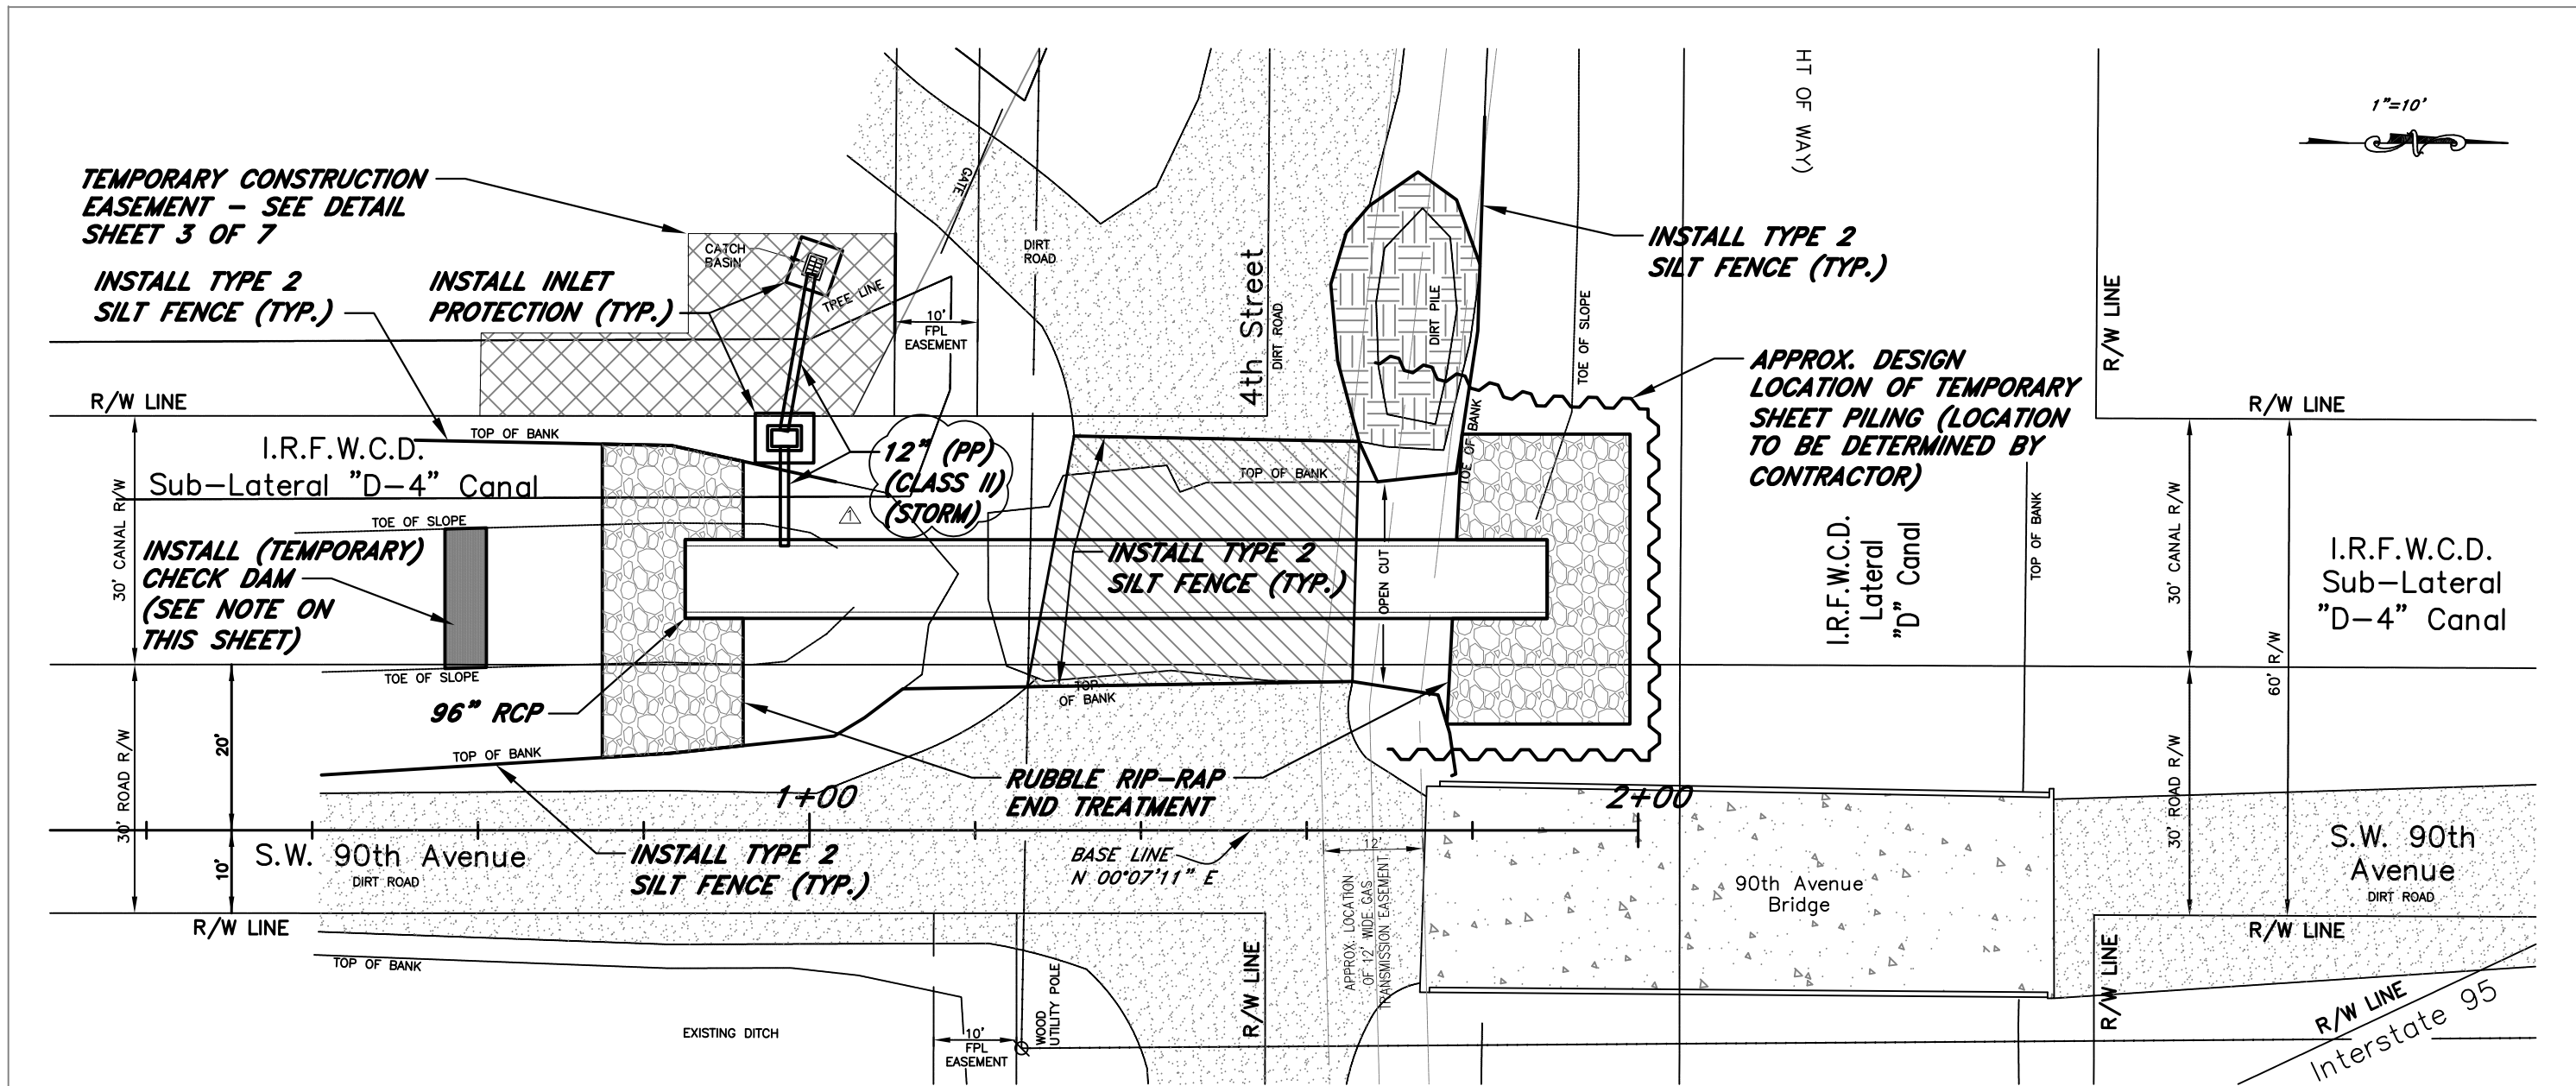 HT OF WAY)
1"=10'
TEMPORARY CONSTRUCTION
EASEMENT - SEE DETAIL
SHEET 3 OF 7
INSTALL TYPE 2
SILT FENCE (TYP.)
INSTALL INLET
PROTECTION (TYP.)
CATCH
BASIN
TREE LINE
GATE
DIRT
ROAD
10'
FPL
EASEMENT
4th Street
DIRT ROAD
DIRT PILE
INSTALL TYPE 2
SILT FENCE (TYP.)
TOE OF SLOPE
APPROX. DESIGN
LOCATION OF TEMPORARY
SHEET PILING (LOCATION
TO BE DETERMINED BY
CONTRACTOR)
R/W LINE
R/W LINE
R/W LINE
I.R.F.W.C.D.
Sub-Lateral "D-4" Canal
TOP OF BANK
30' CANAL R/W
TOE OF SLOPE
INSTALL (TEMPORARY)
CHECK DAM
(SEE NOTE ON
THIS SHEET)
TOE OF SLOPE
12" (PP)
(CLASS II)
(STORM)
1
TOP OF BANK
TOE OF BANK
INSTALL TYPE 2
SILT FENCE (TYP.)
OPEN CUT
I.R.F.W.C.D.
Lateral
"D" Canal
TOP OF BANK
30' CANAL R/W
60' R/W
I.R.F.W.C.D.
Sub-Lateral
"D-4" Canal
96" RCP
TOP
OF BANK
TOP OF BANK
30' ROAD R/W
20'
10'
RUBBLE RIP-RAP
END TREATMENT
1+00
2+00
30' ROAD R/W
S.W. 90th Avenue
DIRT ROAD
INSTALL TYPE 2
SILT FENCE (TYP.)
BASE LINE
N 00°07'11" E
12'
APPROX. LOCATION
OF 12' WIDE GAS
TRANSMISSION EASEMENT
90th Avenue
Bridge
S.W. 90th
Avenue
DIRT ROAD
R/W LINE
R/W LINE
TOP OF BANK
EXISTING DITCH
10'
FPL
EASEMENT
WOOD
UTILITY POLE
R/W LINE
R/W LINE
R/W LINE
Interstate 95